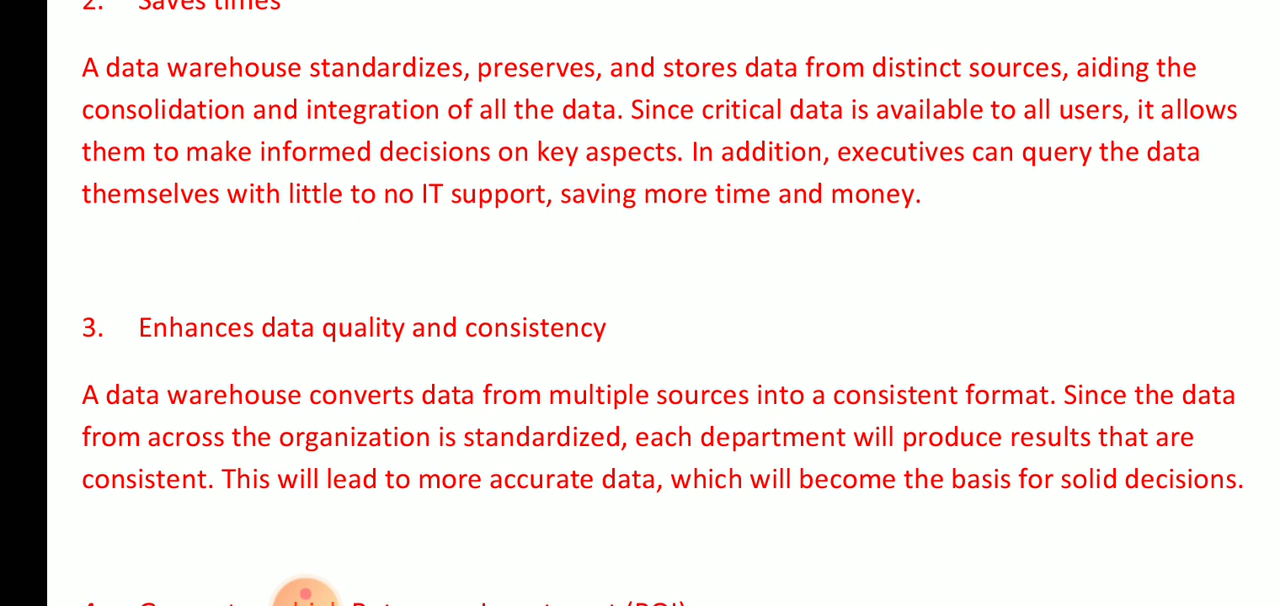 2. Saves times
A data warehouse standardizes, preserves, and stores data from distinct sources, aiding the
consolidation and integration of all the data. Since critical data is available to all users, it allows
them to make informed decisions on key aspects. In addition, executives can query the data
themselves with little to no IT support, saving more time and money.
3. Enhances data quality and consistency
A data warehouse converts data from multiple sources into a consistent format. Since the data
from across the organization is standardized, each department will produce results that are
consistent. This will lead to more accurate data, which will become the basis for solid decisions.
(ROI)